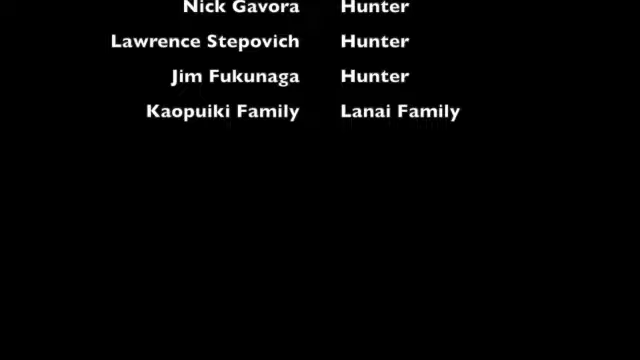 Nick Gavora Hunter
Lawrence Stepovich Hunter
Jim Fukunaga Hunter
Kaopuiki Family Lanai Family